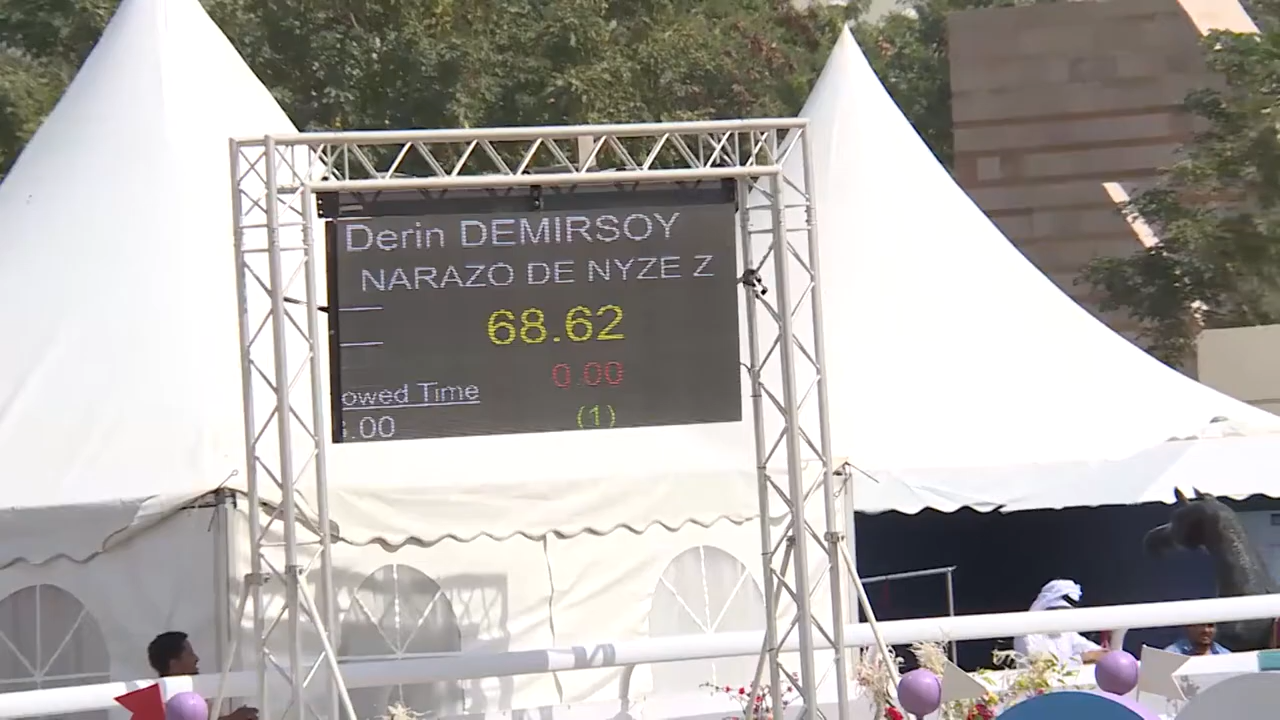 Derin DEMIRSOY
NARAZO DE NYZE Z
68.62
0.00
owed Time
.00
(1)